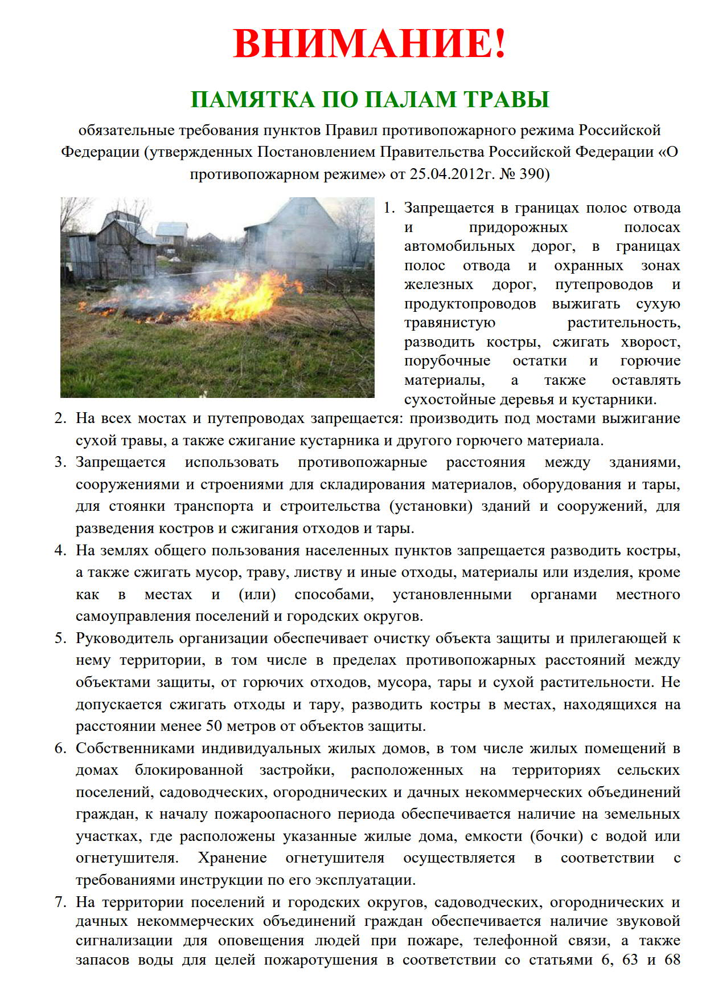 ВНИМАНИЕ!
ПАМЯТКА ПО ПАЛАМ ТРАВЫ
обязательные требования пунктов Правил противопожарного режима Российской
Федерации (утвержденных Постановлением Правительства Российской Федерации «О
противопожарном режиме» от 25.04.2012г. № 390)
1. Запрещается в границах полос отвода
и придорожных полосах
автомобильных дорог, в границах
полос отвода и охранных зонах
железных дорог, путепроводов и
продуктопроводов выжигать сухую
травянистую растительность,
разводить костры, сжигать хворост,
порубочные остатки и горючие
материалы, а также оставлять
сухостойные деревья и кустарники.
2. На всех мостах и путепроводах запрещается: производить под мостами выжигание
сухой травы, а также сжигание кустарника и другого горючего материала.
3. Запрещается использовать противопожарные расстояния между зданиями,
сооружениями и строениями для складирования материалов, оборудования и тары,
для стоянки транспорта и строительства (установки) зданий и сооружений, для
разведения костров и сжигания отходов и тары.
4. На землях общего пользования населенных пунктов запрещается разводить костры,
а также сжигать мусор, траву, листву и иные отходы, материалы или изделия, кроме
как в местах и (или) способами, установленными органами местного
самоуправления поселений и городских округов.
5. Руководитель организации обеспечивает очистку объекта защиты и прилегающей к
нему территории, в том числе в пределах противопожарных расстояний между
объектами защиты, от горючих отходов, мусора, тары и сухой растительности. Не
допускается сжигать отходы и тару, разводить костры в местах, находящихся на
расстоянии менее 50 метров от объектов защиты.
6. Собственниками индивидуальных жилых домов, в том числе жилых помещений в
домах блокированной застройки, расположенных на территориях сельских
поселений, садоводческих, огороднических и дачных некоммерческих объединений
граждан, к началу пожароопасного периода обеспечивается наличие на земельных
участках, где расположены указанные жилые дома, емкости (бочки) с водой или
огнетушителя. Хранение огнетушителя осуществляется в соответствии с
требованиями инструкции по его эксплуатации.
7. На территории поселений и городских округов, садоводческих, огороднических и
дачных некоммерческих объединений граждан обеспечивается наличие звуковой
сигнализации для оповещения людей при пожаре, телефонной связи, а также
запасов воды для целей пожаротушения в соответствии со статьями 6, 63 и 68